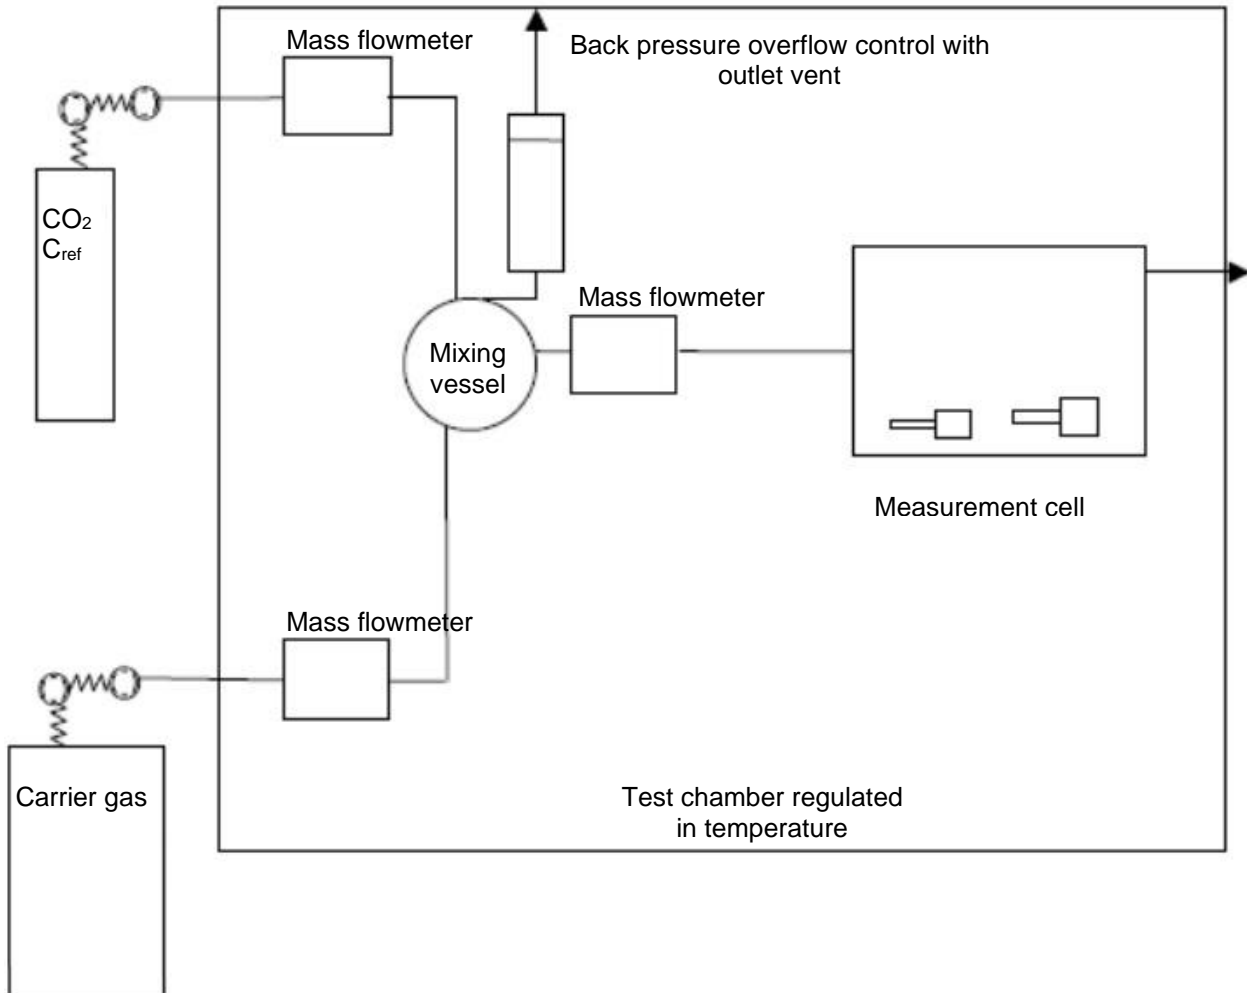 Mass flowmeter
Back pressure overflow control with
outlet vent
CO₂
Cref
Mass flowmeter
Mixing
vessel
Measurement cell
Mass flowmeter
Carrier gas
Test chamber regulated
in temperature